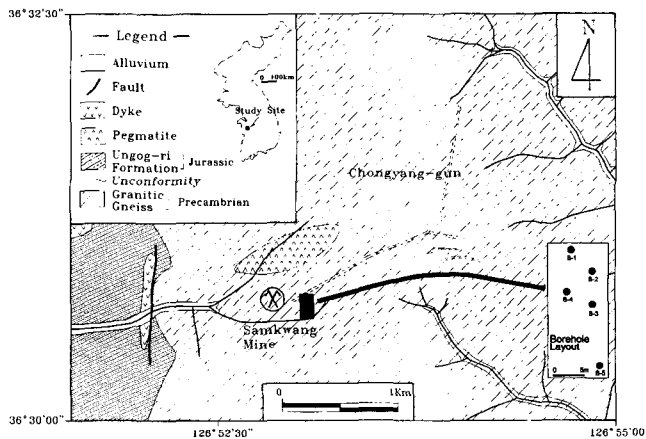 36°32'30"
— Legend —
Alluvium
Fault
Dyke
Pegmatite
Ungog-ri
Formation
Jurassic
Unconformity
Granitic
Gneiss
Precambrian
0 100km
Study Site
N
Chongyang-gun
Samkwang
Mine
B-1
B-2
B-4
B-3
Borehole
Layout
0 5m
B-5
0 1Km
36°30'00"
126°52'30"
126°55'00"